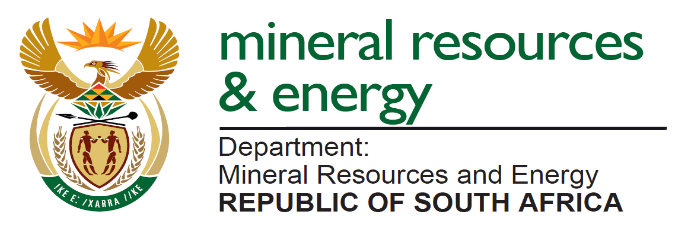 mineral resources
& energy
Department:
Mineral Resources and Energy
REPUBLIC OF SOUTH AFRICA
!KE E: /XARRA //KE